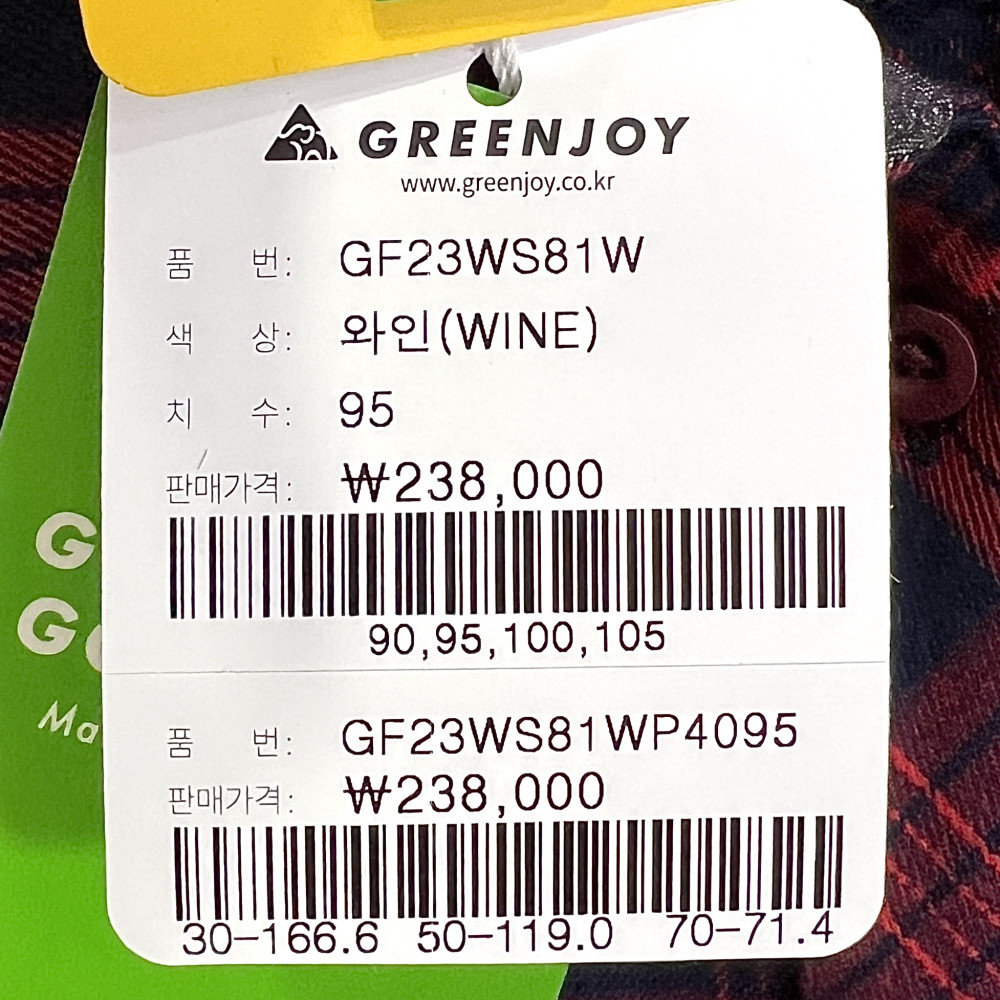 GREENJOY
www.greenjoy.co.kr
품 번: GF23WS81W
색 상: 와인(WINE)
치 수: 95
판매가격: ₩238,000
90,95,100,105
품 번: GF23WS81WP4095
판매가격: ₩238,000
30-166.6 50-119.0 70-71.4